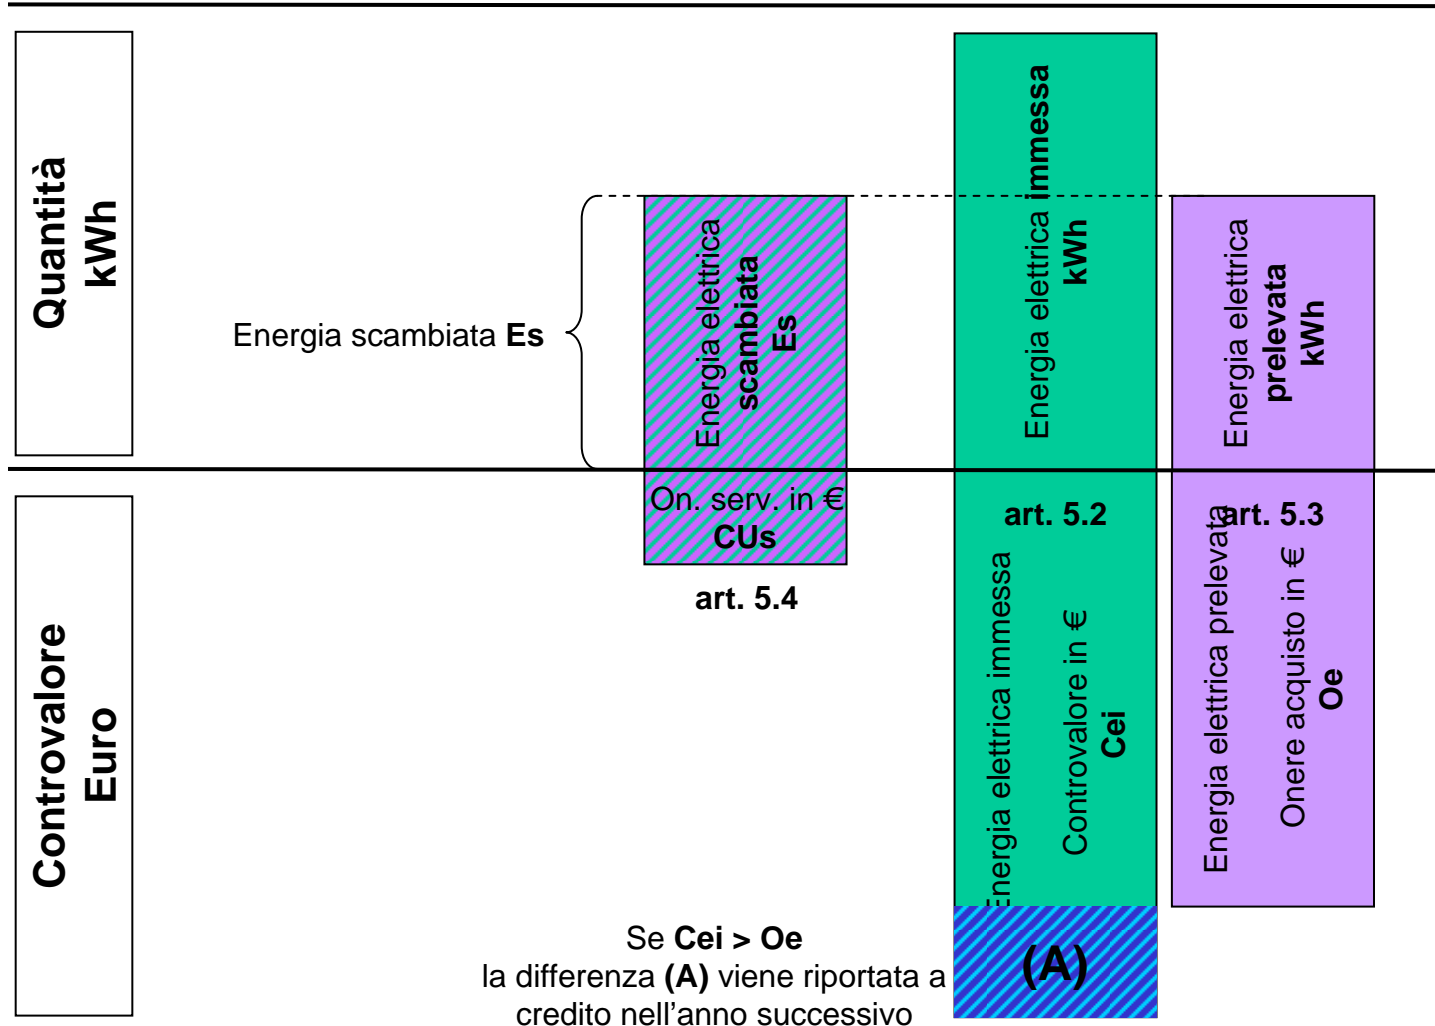 Quantità
kWh
Energia scambiata Es
Energia elettrica
scambiata
Es
Energia elettrica immessa
kWh
Energia elettrica
prelevata
kWh
Controvalore
Euro
On. serv. in €
CUs
art. 5.4
art. 5.2
Energia elettrica immessa
Controvalore in €
Cei
art. 5.3
Energia elettrica prelevata
Onere acquisto in €
Oe
(A)
Se Cei > Oe
la differenza (A) viene riportata a
credito nell'anno successivo